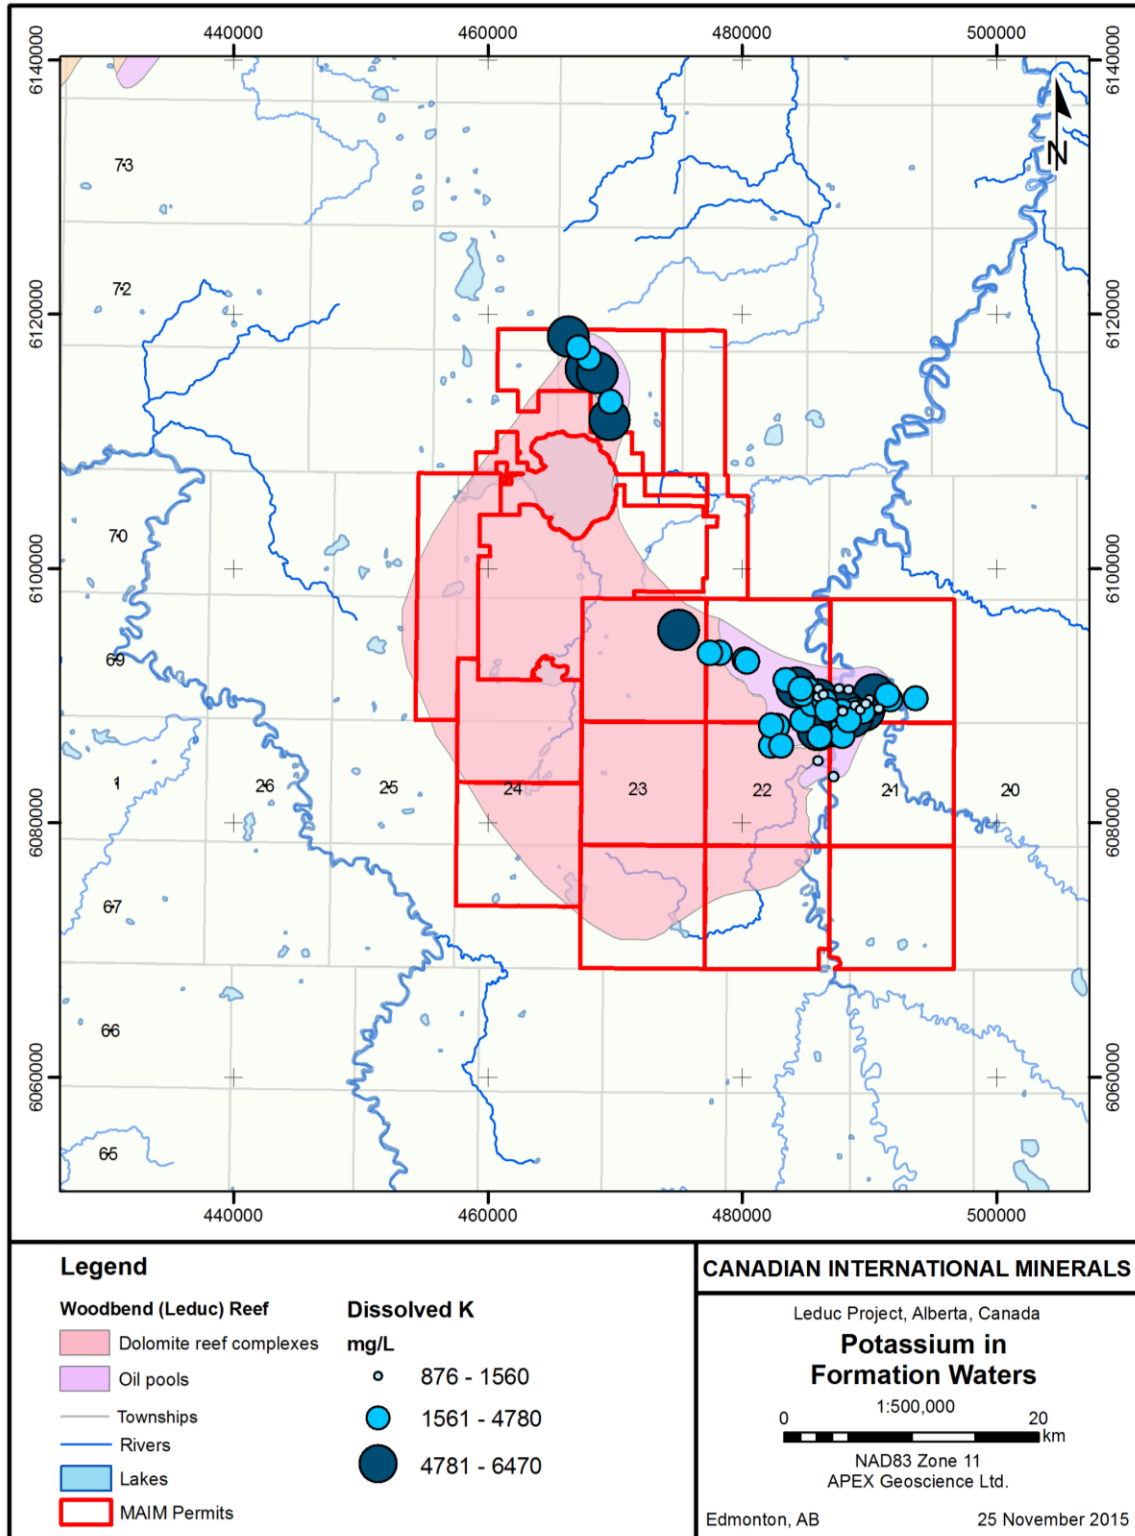 440000 460000 480000 500000
6140000 6140000
N
73
72
6120000 6120000
70
6100000 6100000
69
1 26 25 24 23 22 21 20
6080000 6080000
67
66
6060000 6060000
65
440000 460000 480000 500000
Legend
Woodbend (Leduc) Reef
Dolomite reef complexes
Oil pools
Townships
Rivers
Lakes
MAIM Permits
Dissolved K
mg/L
876 - 1560
1561 - 4780
4781 - 6470
CANADIAN INTERNATIONAL MINERALS
Leduc Project, Alberta, Canada
Potassium in
Formation Waters
1:500,000
0 20
km
NAD83 Zone 11
APEX Geoscience Ltd.
Edmonton, AB 25 November 2015